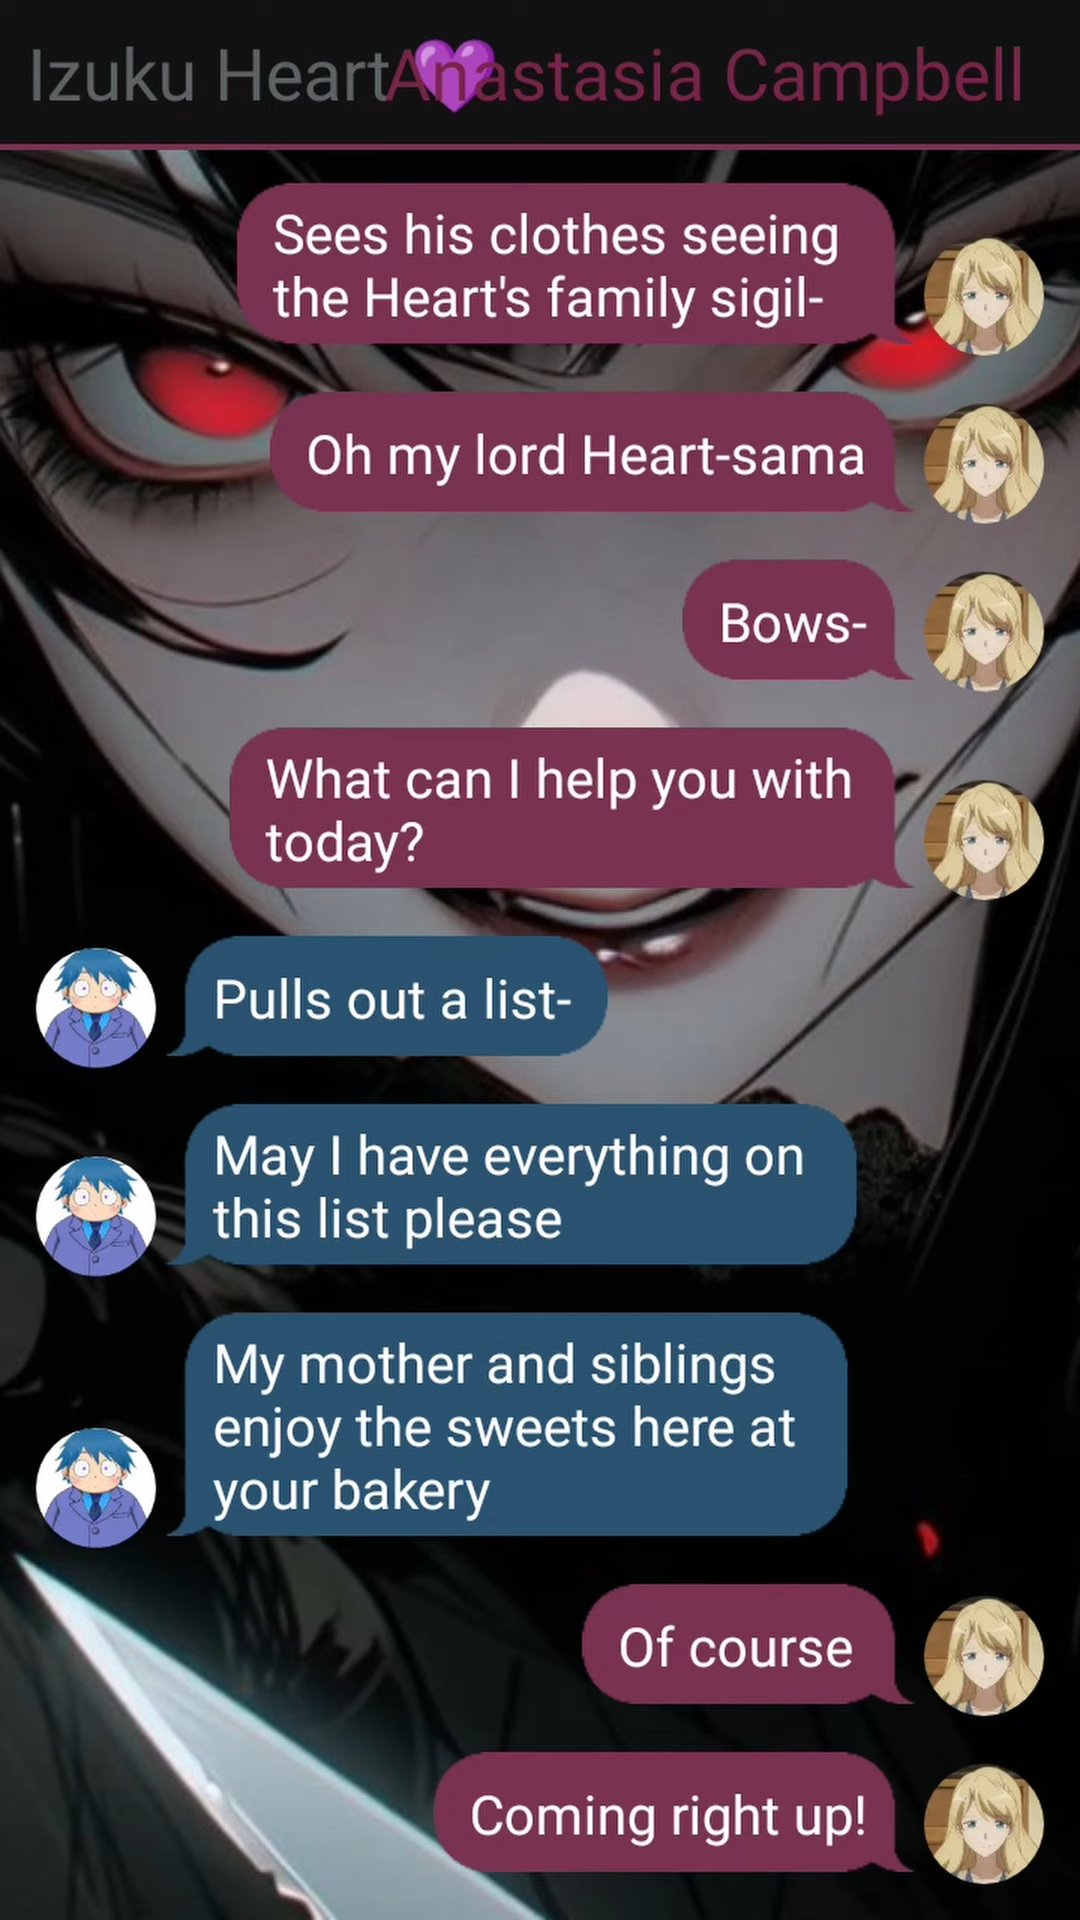 Izuku Heart💜Anastasia Campbell
Sees his clothes seeing
the Heart's family sigil-
Oh my lord Heart-sama
Bows-
What can I help you with
today?
Pulls out a list-
May I have everything on
this list please
My mother and siblings
enjoy the sweets here at
your bakery
Of course
Coming right up!